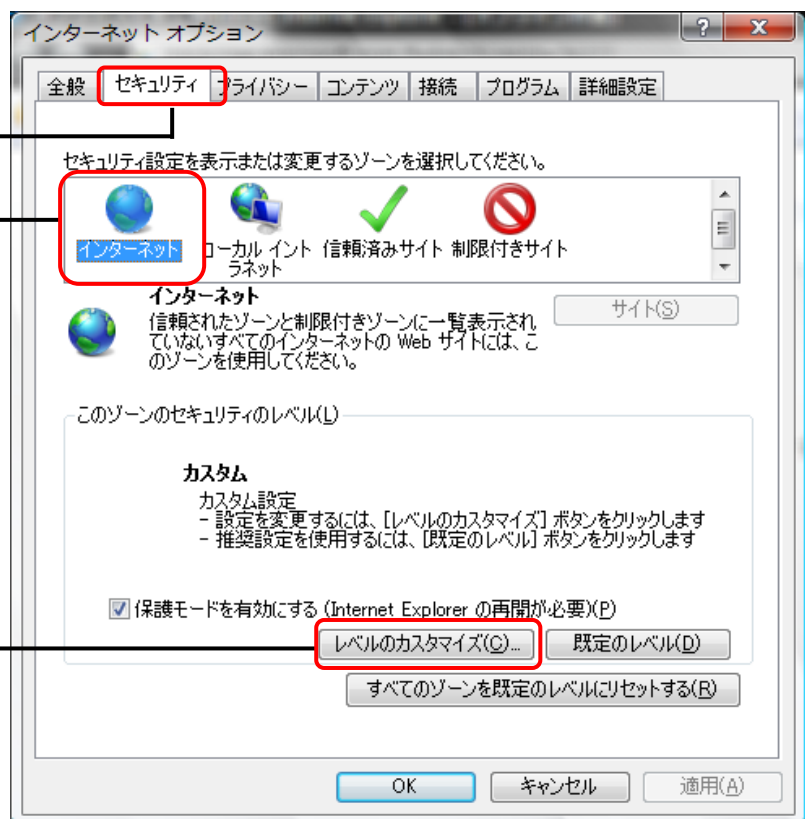 インターネット オプション
全般 セキュリティ プライバシー コンテンツ 接続 プログラム 詳細設定
セキュリティ設定を表示または変更するゾーンを選択してください。
インターネット ローカル イント 信頼済みサイト 制限付きサイト
ラネット
インターネット
サイト(S)
信頼されたゾーンと制限付きゾーンに一覧表示され
ていないすべてのインターネットの Web サイトには、こ
のゾーンを使用してください。
このゾーンのセキュリティのレベル(L)
カスタム
カスタム設定
- 設定を変更するには、[レベルのカスタマイズ] ボタンをクリックします
- 推奨設定を使用するには、[既定のレベル] ボタンをクリックします
保護モードを有効にする (Internet Explorer の再開が必要)(P)
レベルのカスタマイズ(C)... 既定のレベル(D)
すべてのゾーンを既定のレベルにリセットする(R)
OK キャンセル 適用(A)